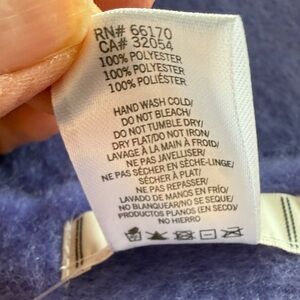 RN# 66170
CA# 32054
100% POLYESTER
100% POLYESTER
100% POLIÉSTER
HAND WASH COLD/
DO NOT BLEACH/
DO NOT TUMBLE DRY/
DRY FLAT/DO NOT IRON/
LAVAGE À LA MAIN À FROID/
NE PAS JAVELLISER/
NE PAS SÉCHER EN SÈCHE-LINGE/
SÉCHER À PLAT/
NE PAS REPASSER/
LAVADO DE MANOS EN FRÍO/
NO BLANQUEAR/NO SE SEQUE/
PRODUCTOS PLANOS (EN SECO)/